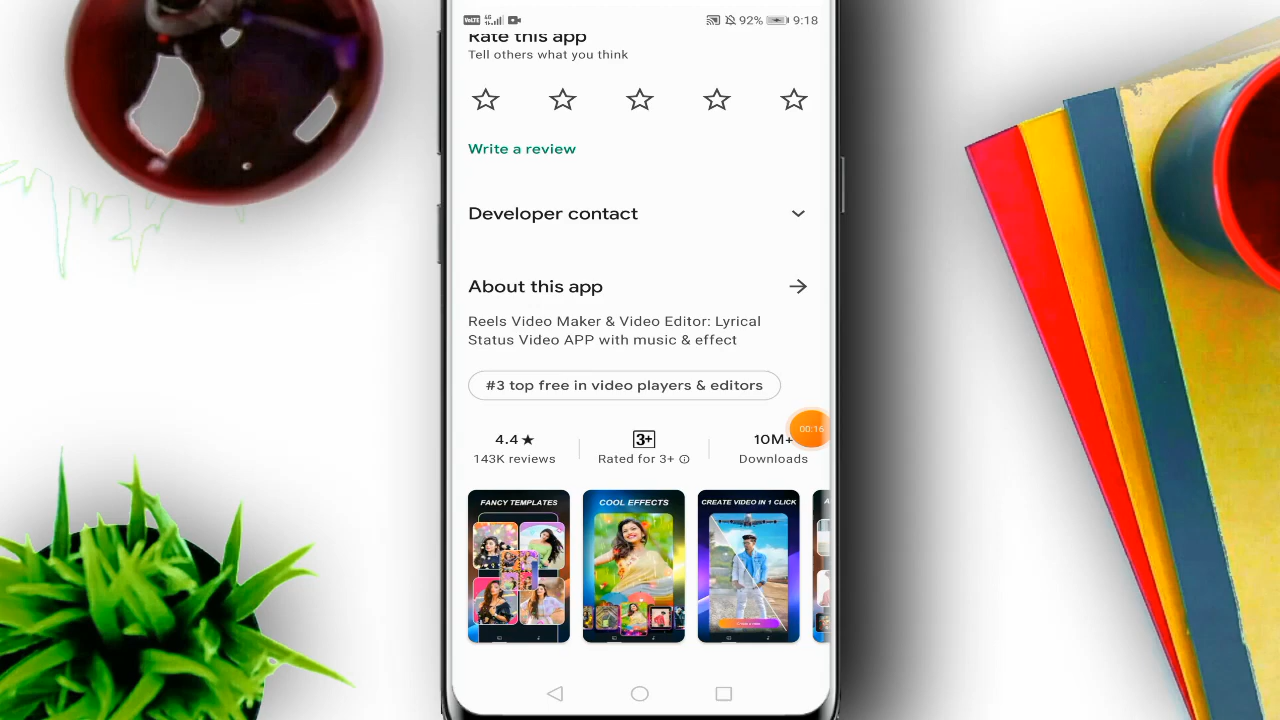 VoLTE 4G 92% 9:18
Rate this app
Tell others what you think
Write a review
Developer contact
About this app
Reels Video Maker & Video Editor: Lyrical
Status Video APP with music & effect
#3 top free in video players & editors
4.4★ 3+ 10M+
00:16
143K reviews Rated for 3+ Downloads
FANCY TEMPLATES COOL EFFECTS CREATE VIDEO IN 1 CLICK